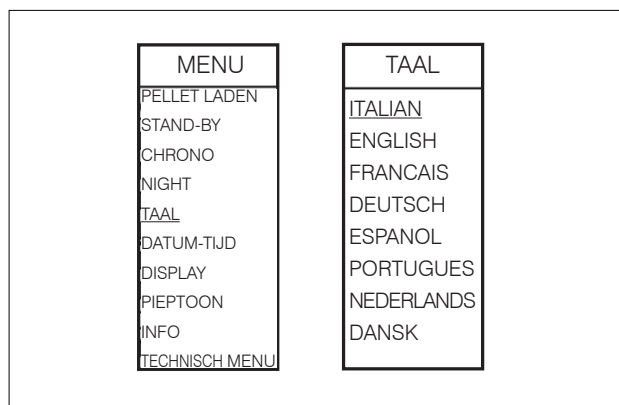 MENU
PELLET LADEN
STAND-BY
CHRONO
NIGHT
TAAL
DATUM-TIJD
DISPLAY
PIEPTOON
INFO
TECHNISCH MENU
TAAL
ITALIAN
ENGLISH
FRANCAIS
DEUTSCH
ESPANOL
PORTUGUES
NEDERLANDS
DANSK